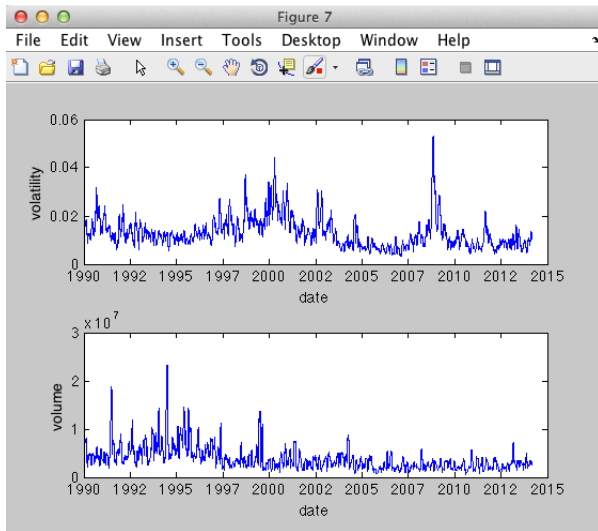 Figure 7
File Edit View Insert Tools Desktop Window Help
0.06
0.04
0.02
0
volatility
1990 1992 1995 1997 2000 2002 2005 2007 2010 2012 2015
date
x 10^7
3
2
1
0
volume
1990 1992 1995 1997 2000 2002 2005 2007 2010 2012 2015
date